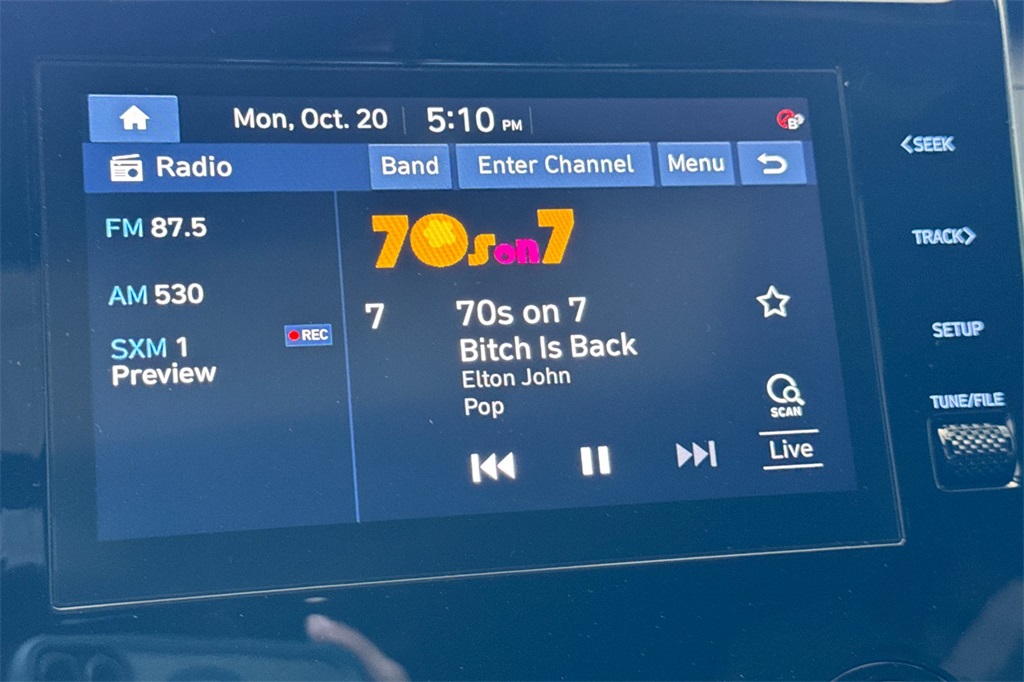 Mon, Oct. 20 5:10 PM
Radio Band Enter Channel Menu
FM 87.5
AM 530
SXM 1
Preview
REC
70s on 7
7 70s on 7
Bitch Is Back
Elton John
Pop
SCAN
Live
SEEK
TRACK
SETUP
TUNE/FILE